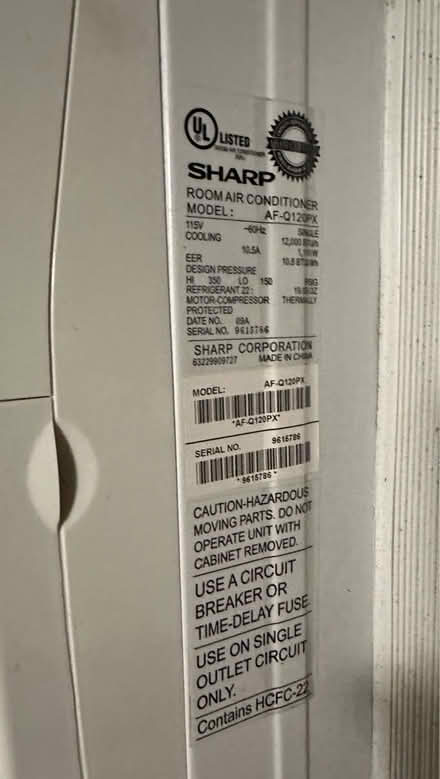 UL
LISTED
ROOM AIR CONDITIONER
SHARP
ROOM AIR CONDITIONER
MODEL: AF-Q120PX
115V ~60Hz SINGLE
COOLING 12,000 BTU/h
10.5A
EER 10.8 BTU/Wh
DESIGN PRESSURE
HI 350 LO 150 PSIG
REFRIGERANT 22:
MOTOR-COMPRESSOR THERMALLY
PROTECTED
DATE NO. 09A
SERIAL NO. 9615786
SHARP CORPORATION
63229909727 MADE IN CHINA
MODEL: AF-Q120PX
*AF-Q120PX*
SERIAL NO. 9615786
*9615786*
CAUTION-HAZARDOUS
MOVING PARTS. DO NOT
OPERATE UNIT WITH
CABINET REMOVED.
USE A CIRCUIT
BREAKER OR
TIME-DELAY FUSE.
USE ON SINGLE
OUTLET CIRCUIT
ONLY.
Contains HCFC-22